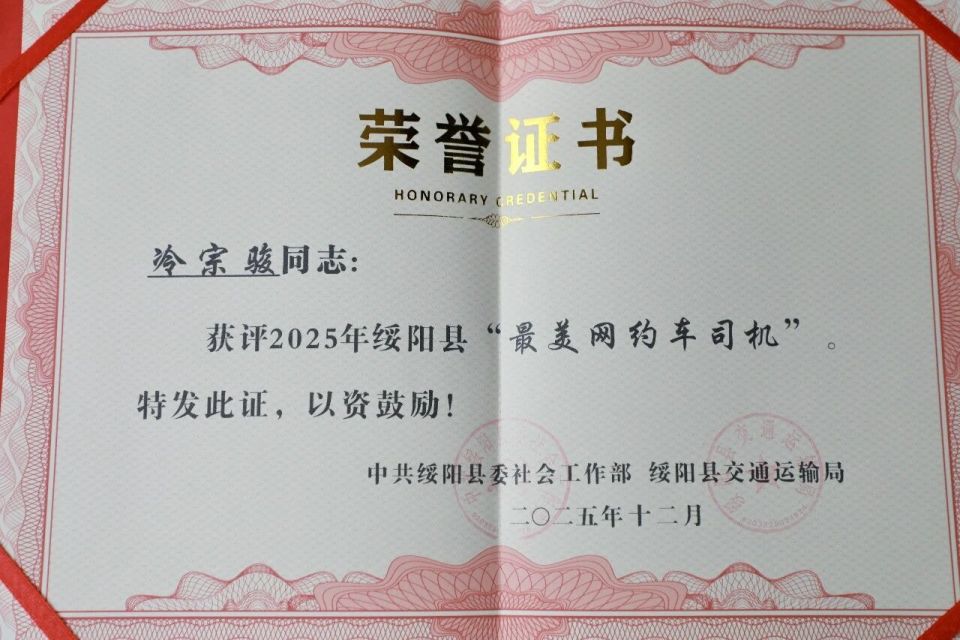 荣誉证书
HONORARY CREDENTIAL
冷宗骏同志:
获评2025年绥阳县“最美网约车司机”。
特发此证，以资鼓励!
中共绥阳县委社会工作部 绥阳县交通运输局
二〇二五年十二月